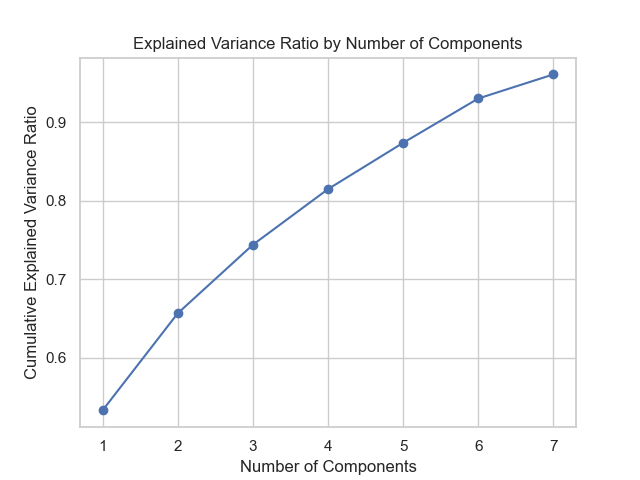 Explained Variance Ratio by Number of Components
Cumulative Explained Variance Ratio
0.9
0.8
0.7
0.6
1 2 3 4 5 6 7
Number of Components